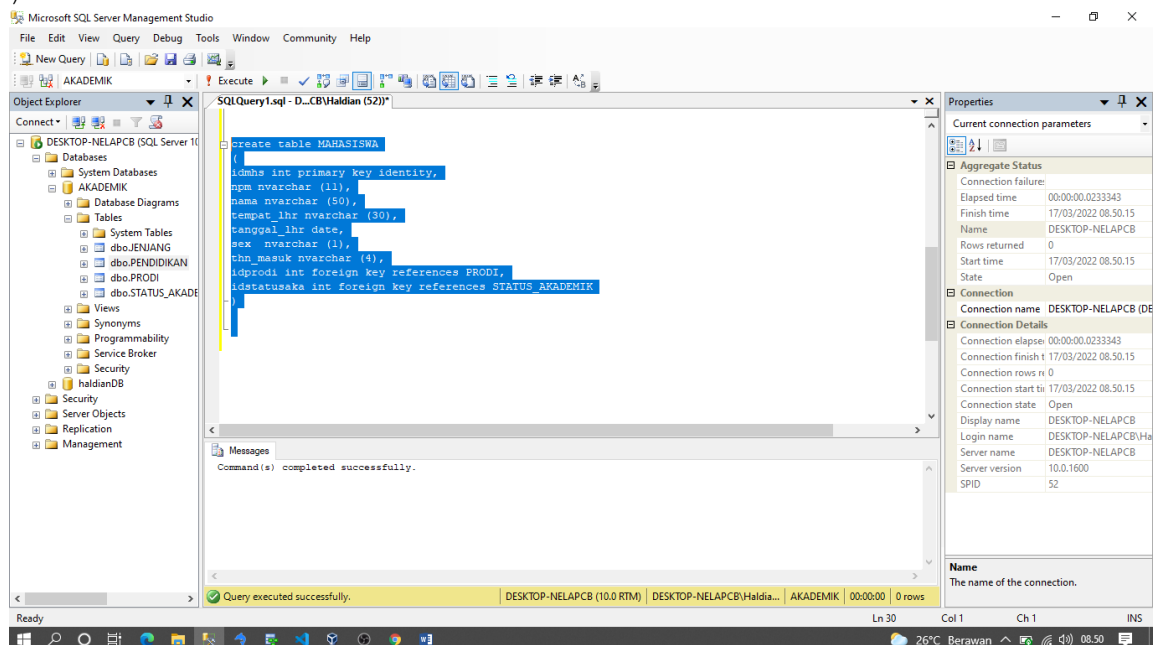 )
Microsoft SQL Server Management Studio
File Edit View Query Debug Tools Window Community Help
New Query
AKADEMIK
Execute
Object Explorer
Connect
DESKTOP-NELAPCB (SQL Server 10
Databases
System Databases
AKADEMIK
Database Diagrams
Tables
System Tables
dbo.JENJANG
dbo.PENDIDIKAN
dbo.PRODI
dbo.STATUS_AKADE
Views
Synonyms
Programmability
Service Broker
Security
haldianDB
Security
Server Objects
Replication
Management
SQLQuery1.sql - D...CB\Haldian (52))*
create table MAHASISWA
(
idmhs int primary key identity,
npm nvarchar (11),
nama nvarchar (50),
tempat_lhr nvarchar (30),
tanggal_lhr date,
sex  nvarchar (1),
thn_masuk nvarchar (4),
idprodi int foreign key references PRODI,
idstatusaka int foreign key references STATUS_AKADEMIK
)
Messages
Command(s) completed successfully.
Query executed successfully.
DESKTOP-NELAPCB (10.0 RTM) DESKTOP-NELAPCB\Haldia... AKADEMIK 00:00:00 0 rows
Properties
Current connection parameters
Aggregate Status
Connection failures
Elapsed time 00:00:00.0233343
Finish time 17/03/2022 08.50.15
Name DESKTOP-NELAPCB
Rows returned 0
Start time 17/03/2022 08.50.15
State Open
Connection
Connection name DESKTOP-NELAPCB (DE
Connection Details
Connection elapse 00:00:00.0233343
Connection finish t 17/03/2022 08.50.15
Connection rows re 0
Connection start ti 17/03/2022 08.50.15
Connection state Open
Display name DESKTOP-NELAPCB
Login name DESKTOP-NELAPCB\Ha
Server name DESKTOP-NELAPCB
Server version 10.0.1600
SPID 52
Name
The name of the connection.
Ready Ln 30 Col 1 Ch 1 INS
26°C Berawan 08.50